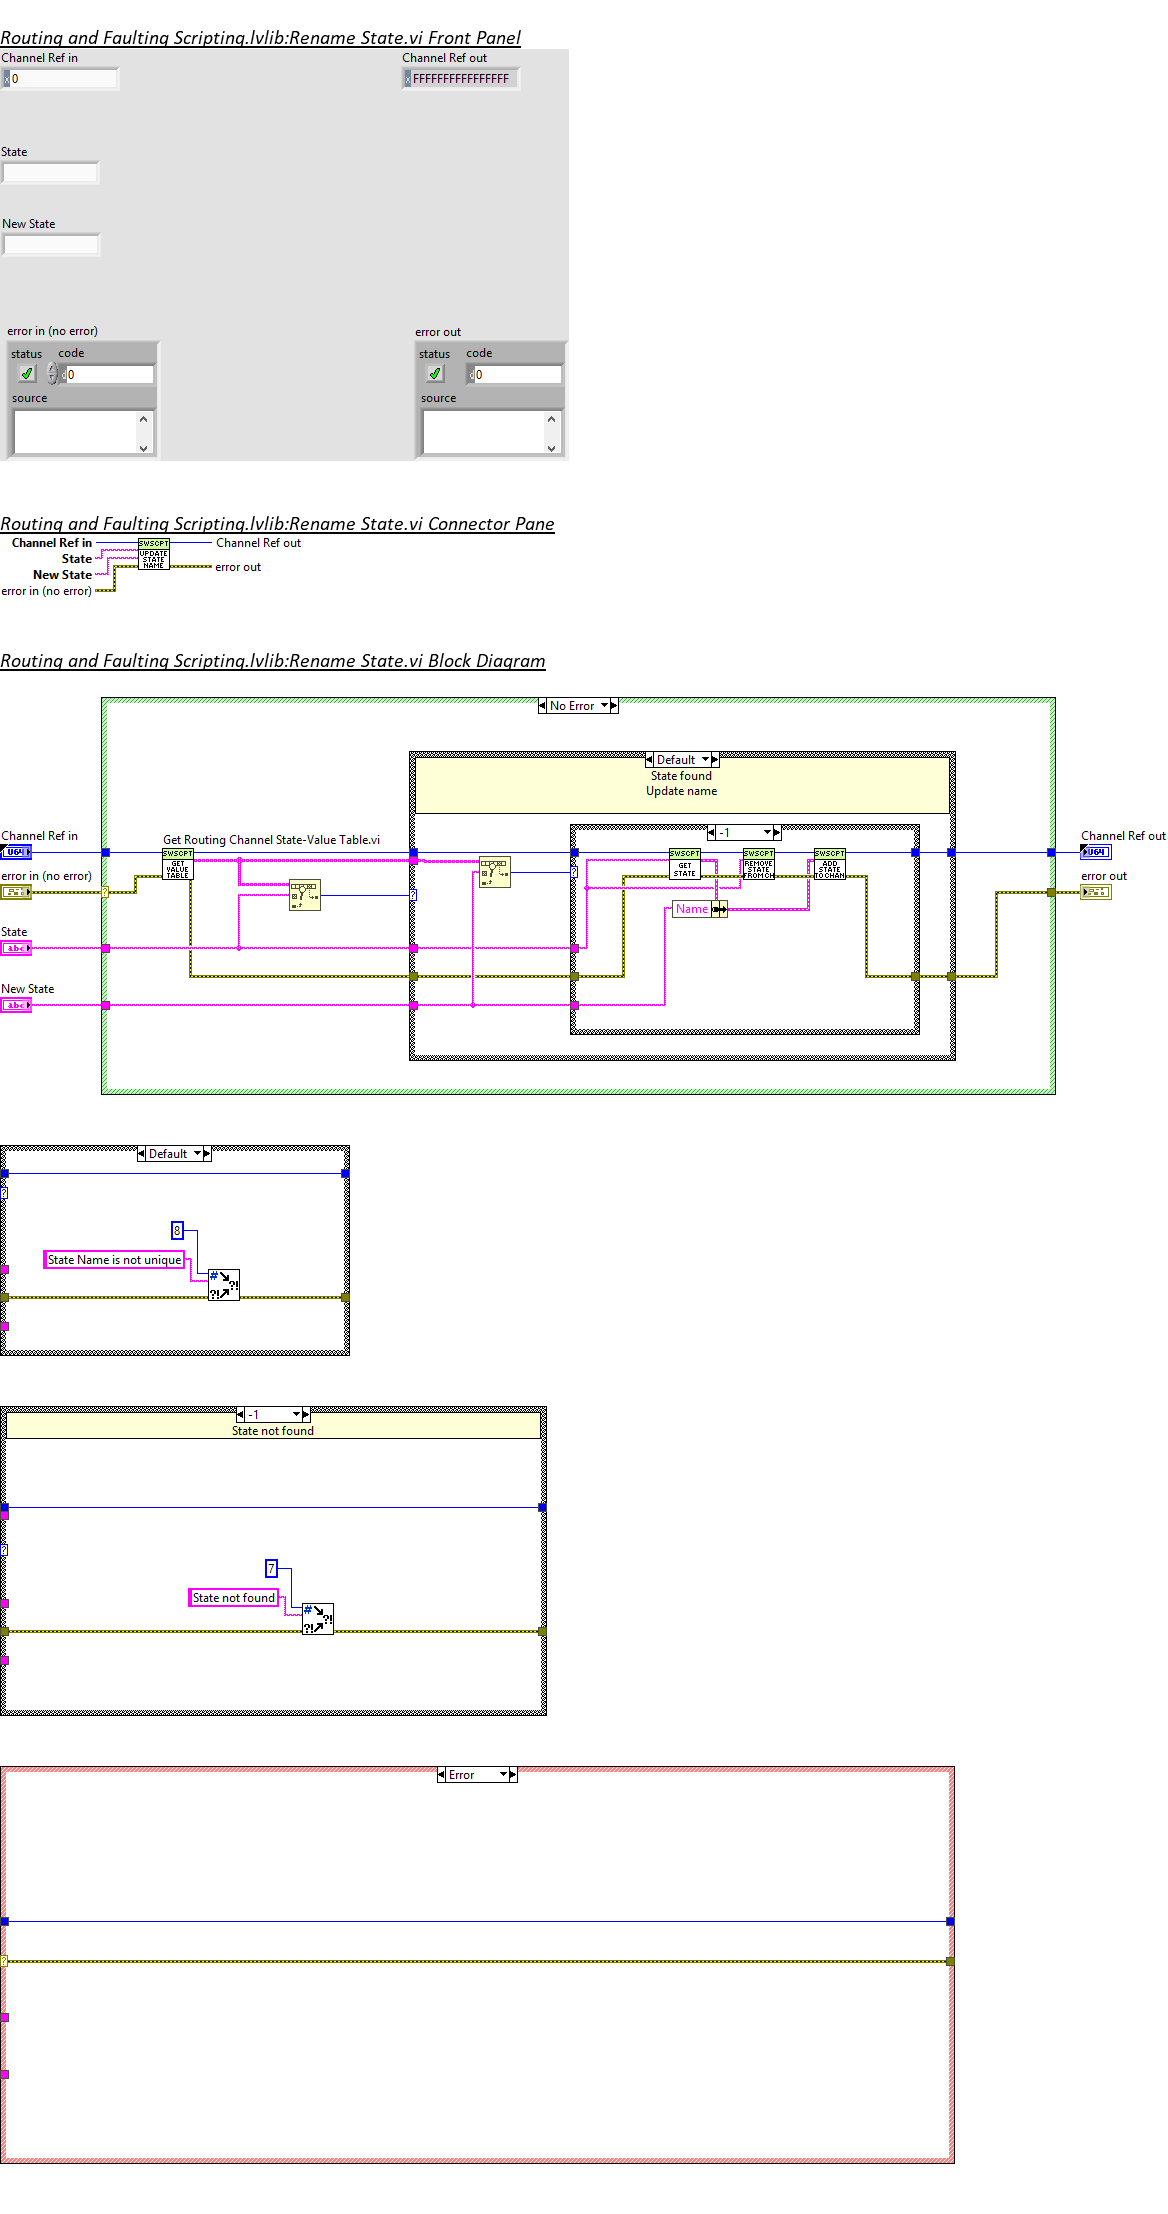 Routing and Faulting Scripting.lvlib:Rename State.vi Front Panel
Channel Ref in
Channel Ref out
x 0
x FFFFFFFFFFFFFFFF
State
New State
error in (no error)
error out
status code
status code
d 0
d 0
source
source
Routing and Faulting Scripting.lvlib:Rename State.vi Connector Pane
Channel Ref in
State
New State
error in (no error)
SWSCPT
UPDATE
STATE
NAME
Channel Ref out
error out
Routing and Faulting Scripting.lvlib:Rename State.vi Block Diagram
No Error
Default
State found
Update name
-1
Channel Ref in
U64
error in (no error)
State
abc
New State
abc
Get Routing Channel State-Value Table.vi
SWSCPT
GET
VALUE
TABLE
?
?
?
SWSCPT
GET
STATE
SWSCPT
REMOVE
STATE
FROM CH
SWSCPT
ADD
STATE
TO CHAN
Name
Channel Ref out
U64
error out
Default
?
8
State Name is not unique
#
?!
?!
-1
State not found
?
7
State not found
#
?!
?!
Error
?